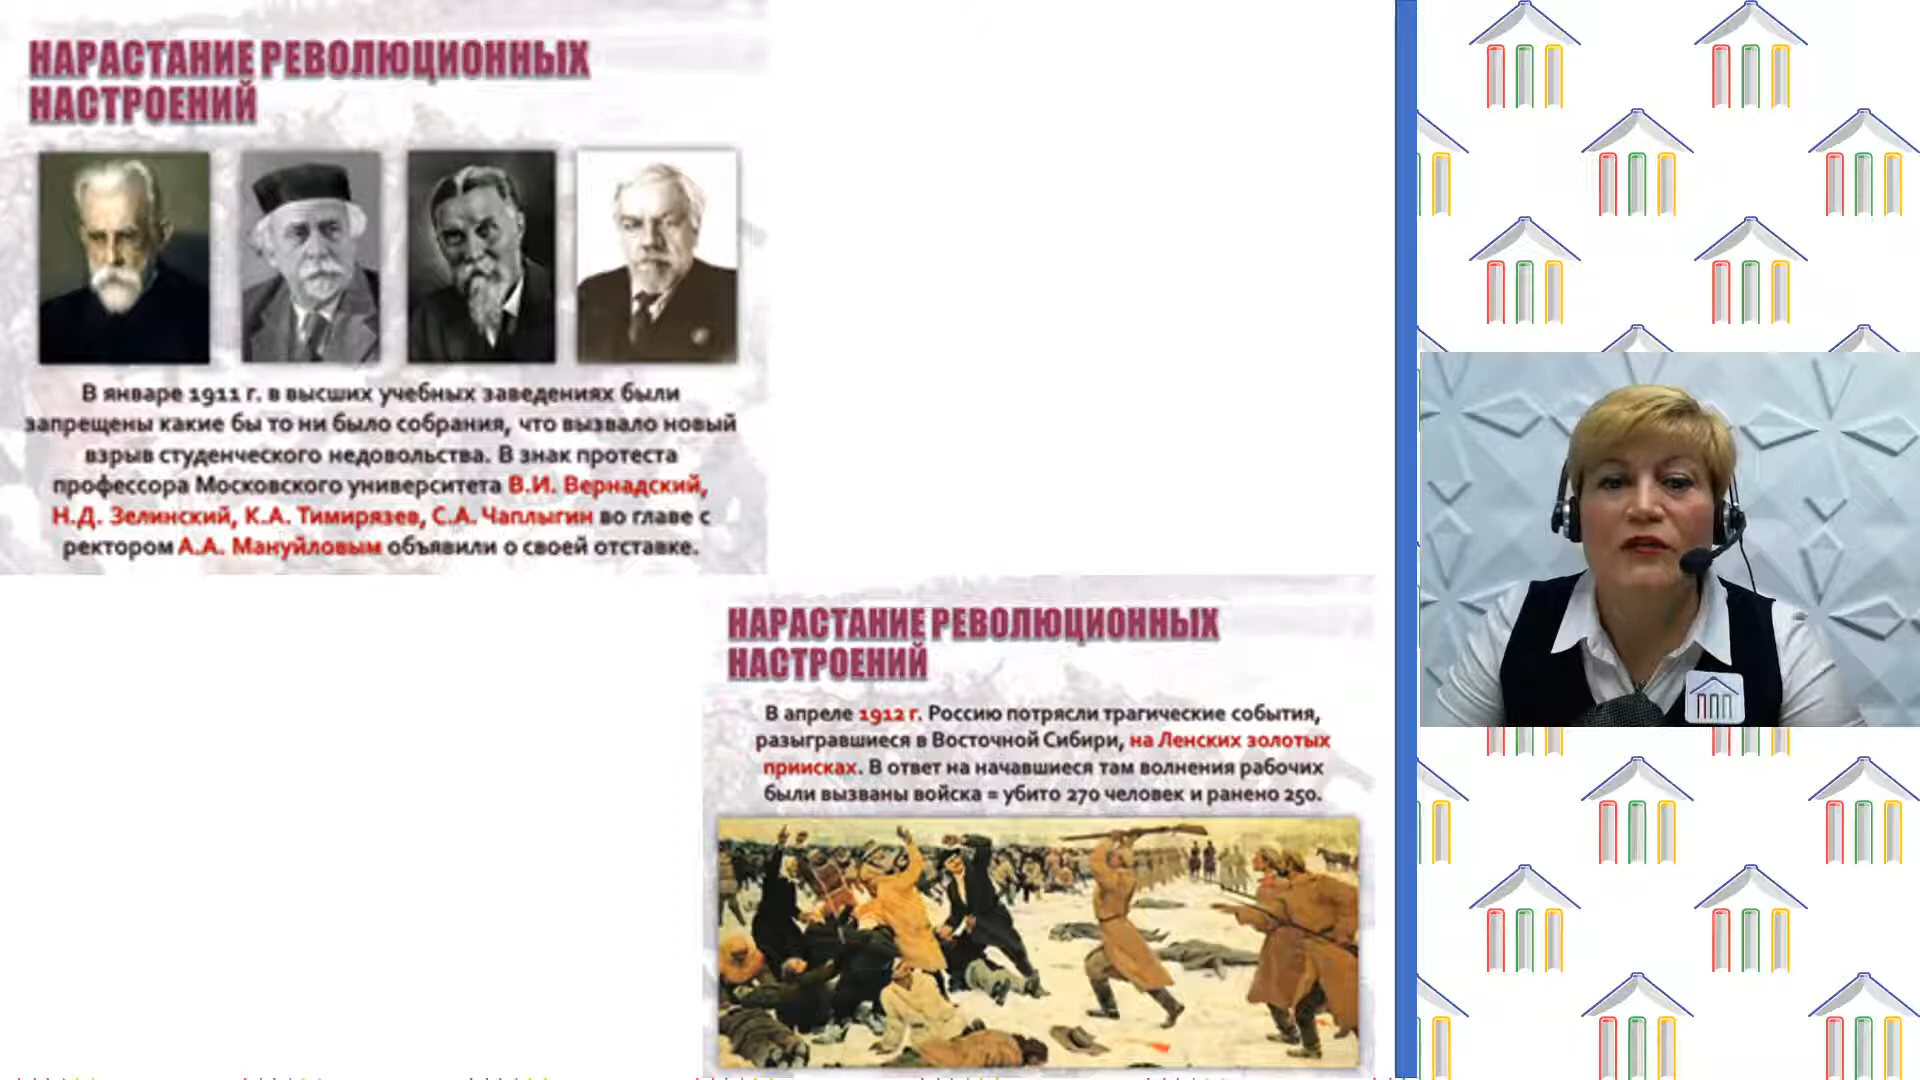 НАРАСТАНИЕ РЕВОЛЮЦИОННЫХ
НАСТРОЕНИЙ
В январе 1911 г. в высших учебных заведениях были
запрещены какие бы то ни было собрания, что вызвало новый
взрыв студенческого недовольства. В знак протеста
профессора Московского университета В.И. Вернадский,
Н.Д. Зелинский, К.А. Тимирязев, С.А. Чаплыгин во главе с
ректором А.А. Мануйловым объявили о своей отставке.
НАРАСТАНИЕ РЕВОЛЮЦИОННЫХ
НАСТРОЕНИЙ
В апреле 1912 г. Россию потрясли трагические события,
разыгравшиеся в Восточной Сибири, на Ленских золотых
приисках. В ответ на начавшиеся там волнения рабочих
были вызваны войска = убито 270 человек и ранено 250.